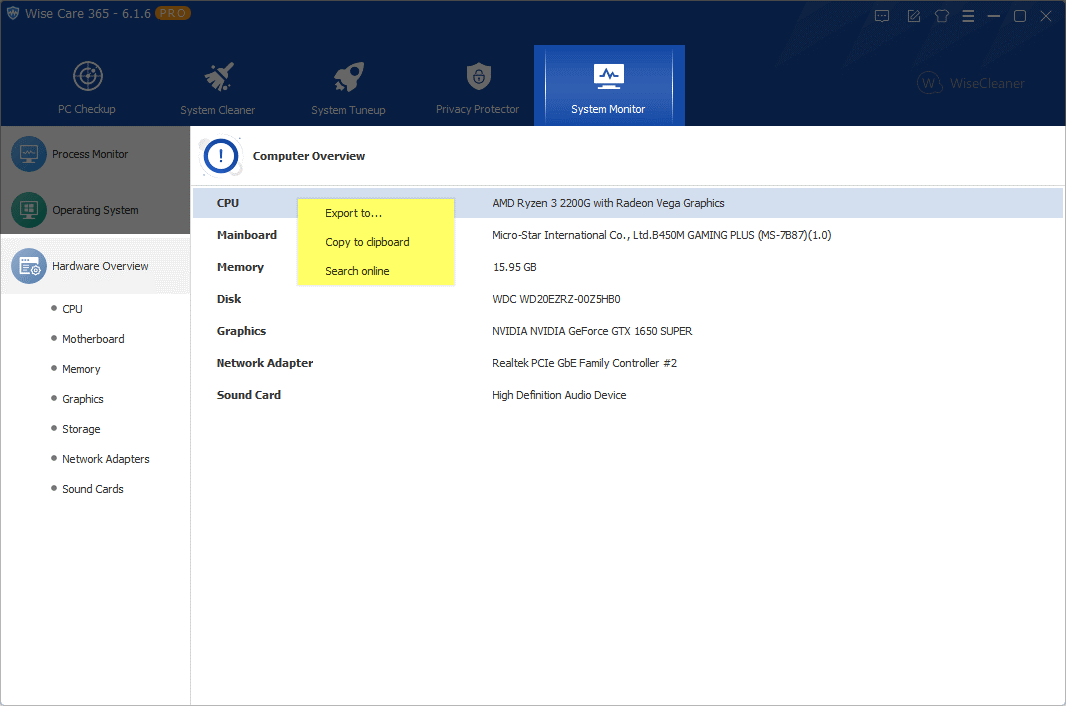 Wise Care 365 - 6.1.6 PRO
PC Checkup
System Cleaner
System Tuneup
Privacy Protector
System Monitor
W WiseCleaner
Process Monitor
Operating System
Hardware Overview
CPU
Motherboard
Memory
Graphics
Storage
Network Adapters
Sound Cards
Computer Overview
CPU AMD Ryzen 3 2200G with Radeon Vega Graphics
Mainboard Micro-Star International Co., Ltd.B450M GAMING PLUS (MS-7B87)(1.0)
Memory 15.95 GB
Disk WDC WD20EZRZ-00Z5HB0
Graphics NVIDIA NVIDIA GeForce GTX 1650 SUPER
Network Adapter Realtek PCIe GbE Family Controller #2
Sound Card High Definition Audio Device
Export to...
Copy to clipboard
Search online